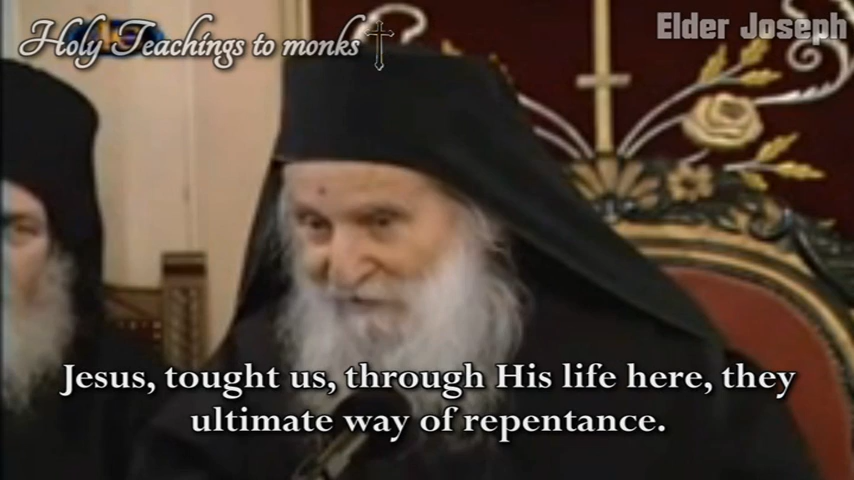 Holy Teachings to monks
Elder Joseph
Jesus, tought us, through His life here, they
ultimate way of repentance.